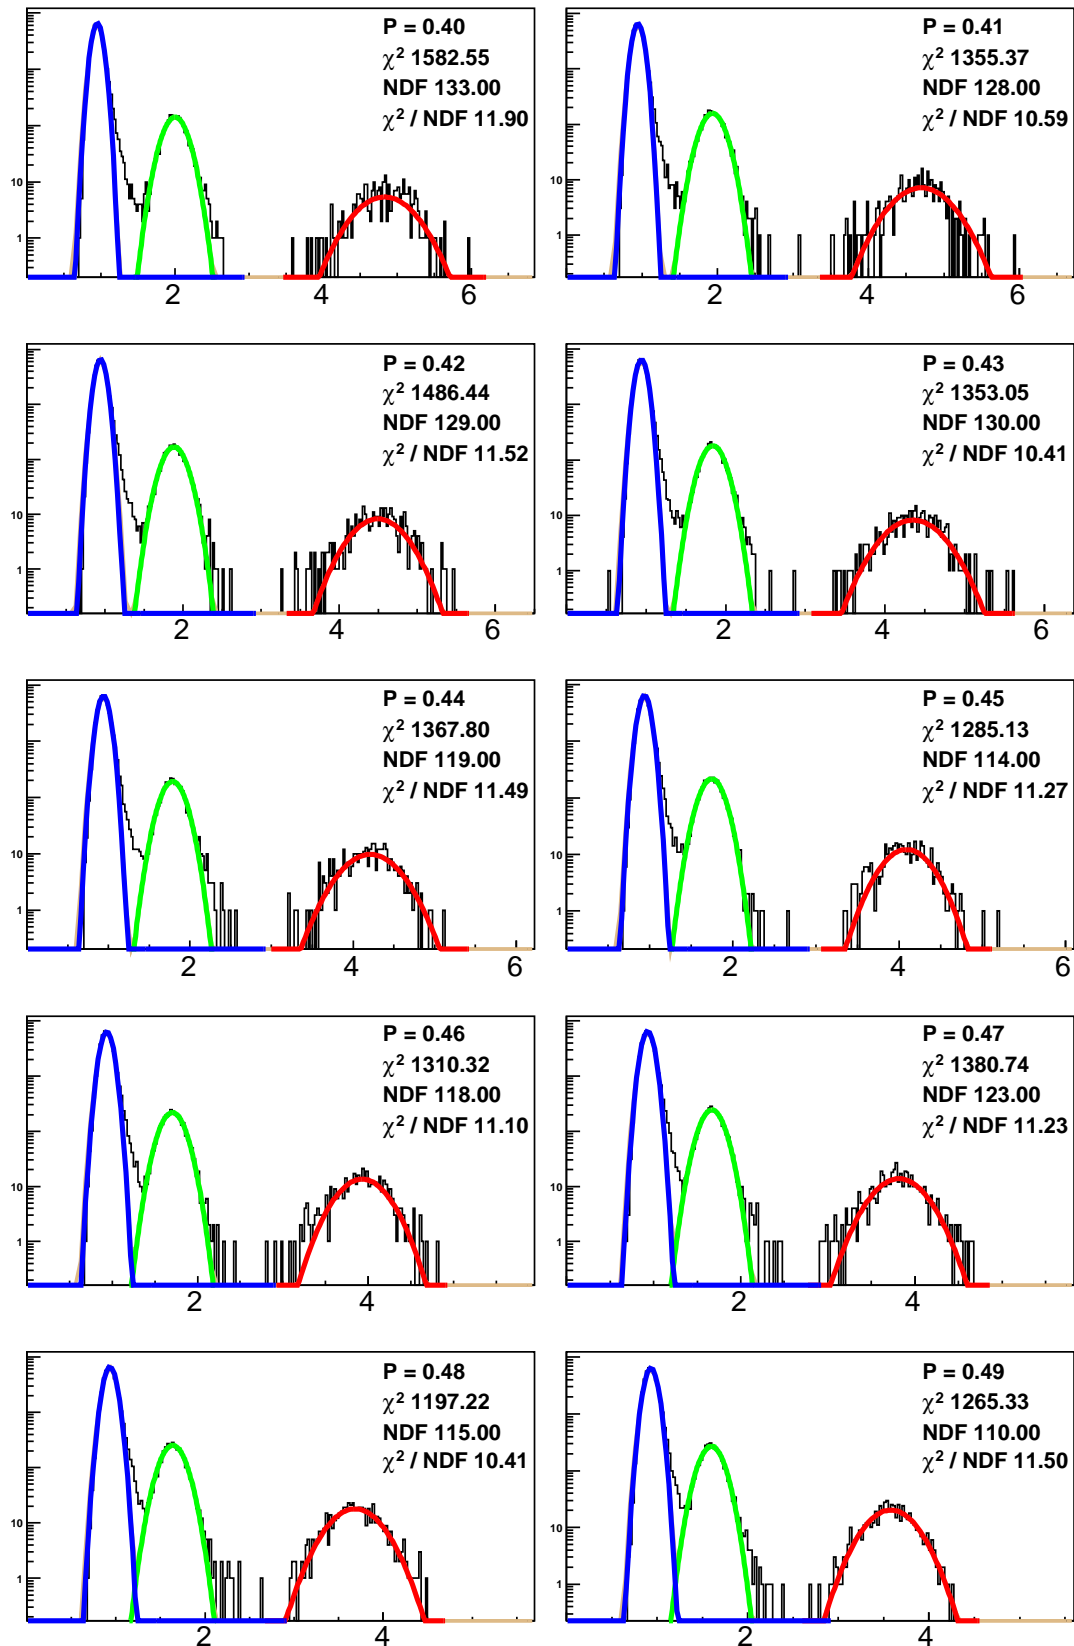 P = 0.40
χ² 1582.55
NDF 133.00
χ² / NDF 11.90
10
1
2 4 6
P = 0.41
χ² 1355.37
NDF 128.00
χ² / NDF 10.59
10
1
2 4 6
P = 0.42
χ² 1486.44
NDF 129.00
χ² / NDF 11.52
10
1
2 4 6
P = 0.43
χ² 1353.05
NDF 130.00
χ² / NDF 10.41
10
1
2 4 6
P = 0.44
χ² 1367.80
NDF 119.00
χ² / NDF 11.49
10
1
2 4 6
P = 0.45
χ² 1285.13
NDF 114.00
χ² / NDF 11.27
10
1
2 4 6
P = 0.46
χ² 1310.32
NDF 118.00
χ² / NDF 11.10
10
1
2 4
P = 0.47
χ² 1380.74
NDF 123.00
χ² / NDF 11.23
10
1
2 4
P = 0.48
χ² 1197.22
NDF 115.00
χ² / NDF 10.41
10
1
2 4
P = 0.49
χ² 1265.33
NDF 110.00
χ² / NDF 11.50
10
1
2 4